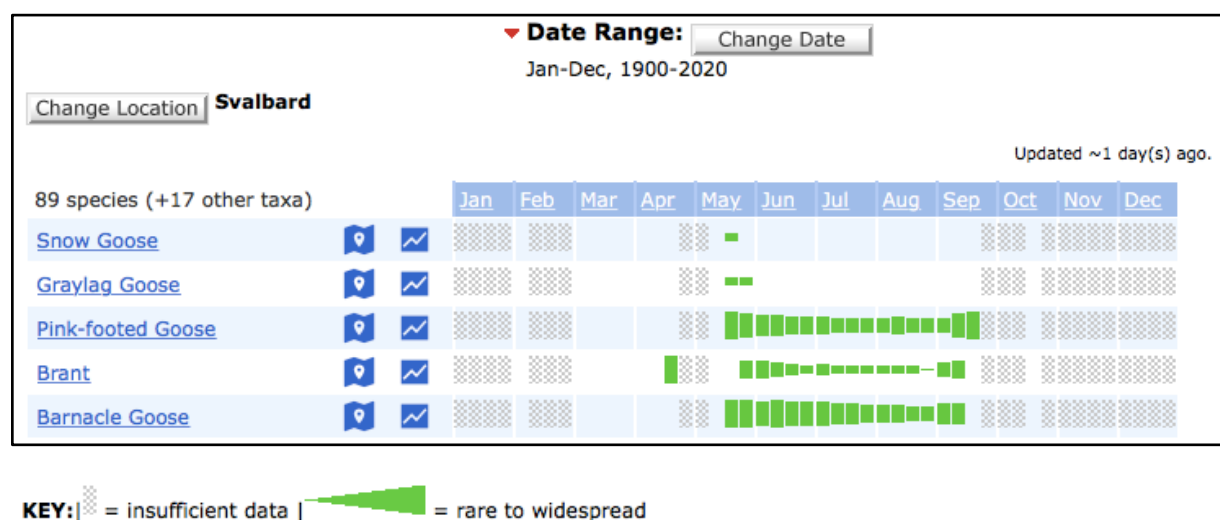 Date Range: Change Date
Jan-Dec, 1900-2020
Change Location Svalbard
Updated ~1 day(s) ago.
89 species (+17 other taxa) Jan Feb Mar Apr May Jun Jul Aug Sep Oct Nov Dec
Snow Goose
Graylag Goose
Pink-footed Goose
Brant
Barnacle Goose
KEY:| = insufficient data | = rare to widespread